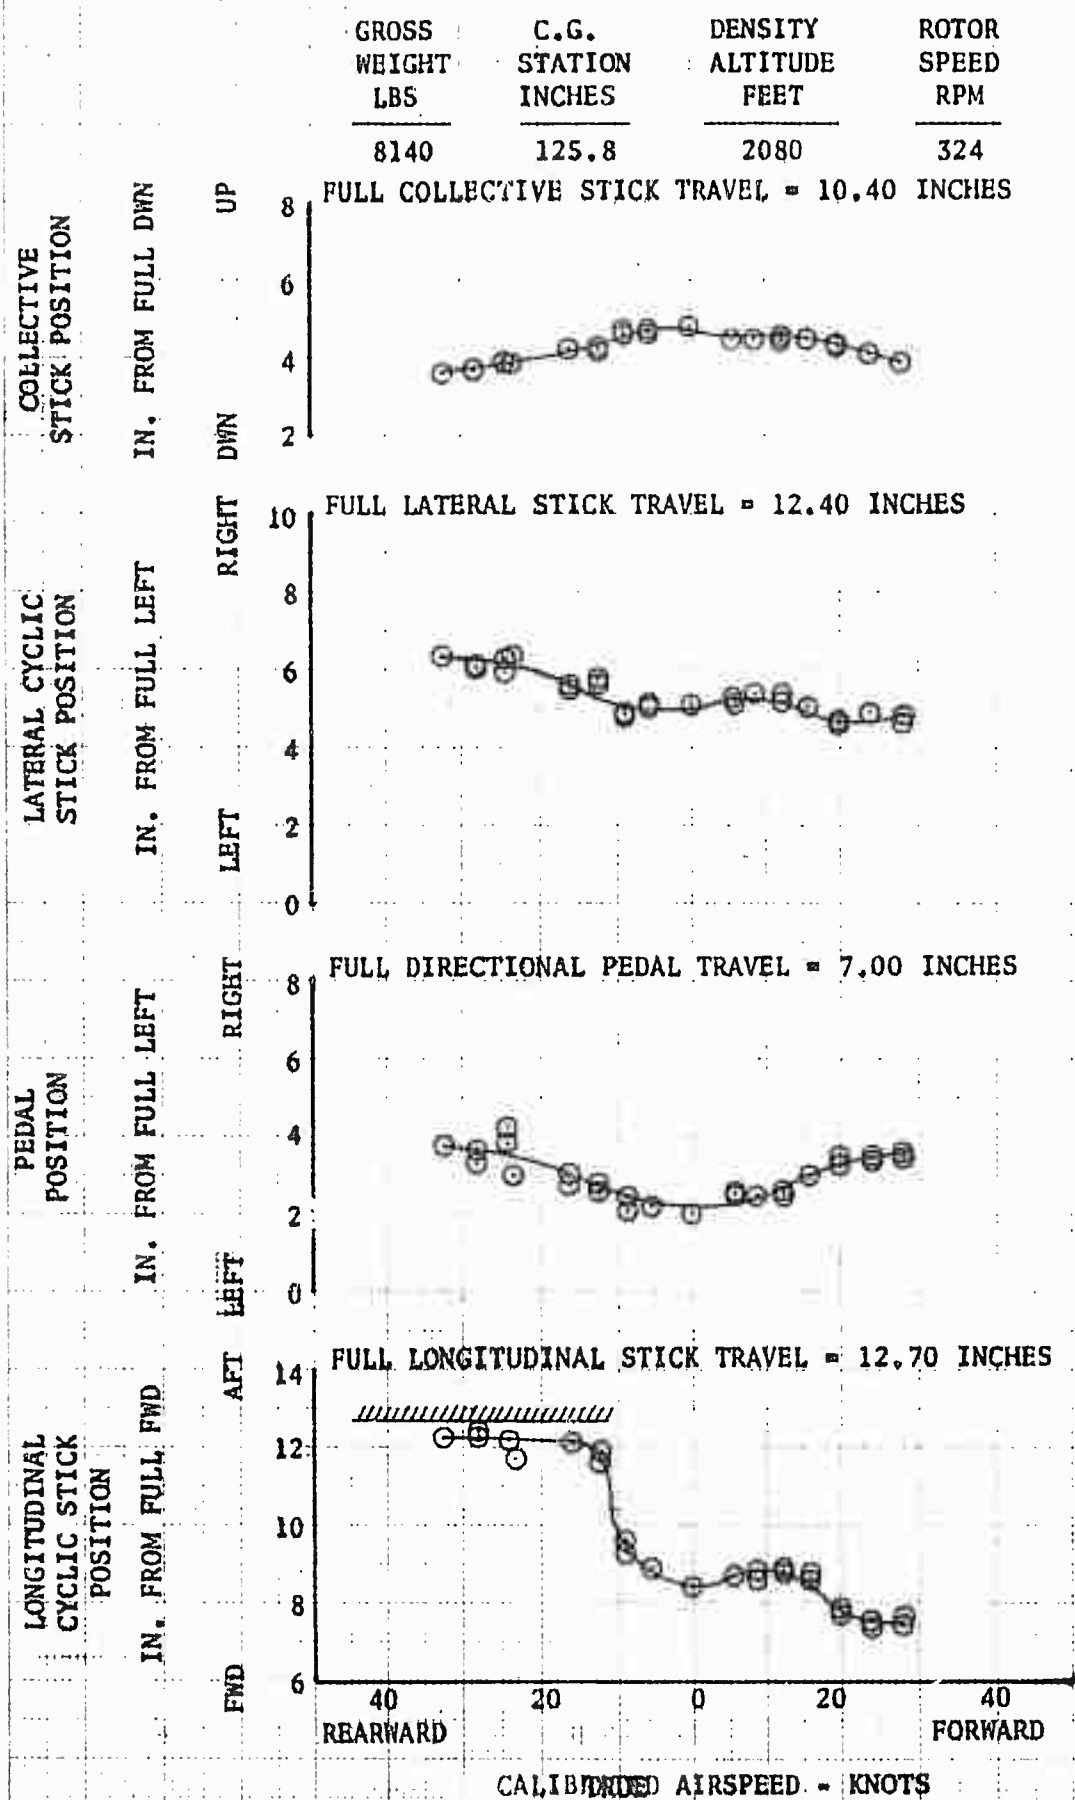 GROSS WEIGHT LBS
C.G. STATION INCHES
DENSITY ALTITUDE FEET
ROTOR SPEED RPM
8140 125.8 2080 324
FULL COLLECTIVE STICK TRAVEL = 10.40 INCHES
COLLECTIVE STICK POSITION
IN. FROM FULL DWN
DWN UP
8
6
4
2
FULL LATERAL STICK TRAVEL = 12.40 INCHES
LATERAL CYCLIC STICK POSITION
IN. FROM FULL LEFT
LEFT RIGHT
10
8
6
4
2
0
FULL DIRECTIONAL PEDAL TRAVEL = 7.00 INCHES
PEDAL POSITION
IN. FROM FULL LEFT
LEFT RIGHT
8
6
4
2
0
FULL LONGITUDINAL STICK TRAVEL = 12.70 INCHES
LONGITUDINAL CYCLIC STICK POSITION
IN. FROM FULL FWD
FWD AFT
14
12
10
8
6
40 20 0 20 40
REARWARD FORWARD
AIRSPEED - KNOTS